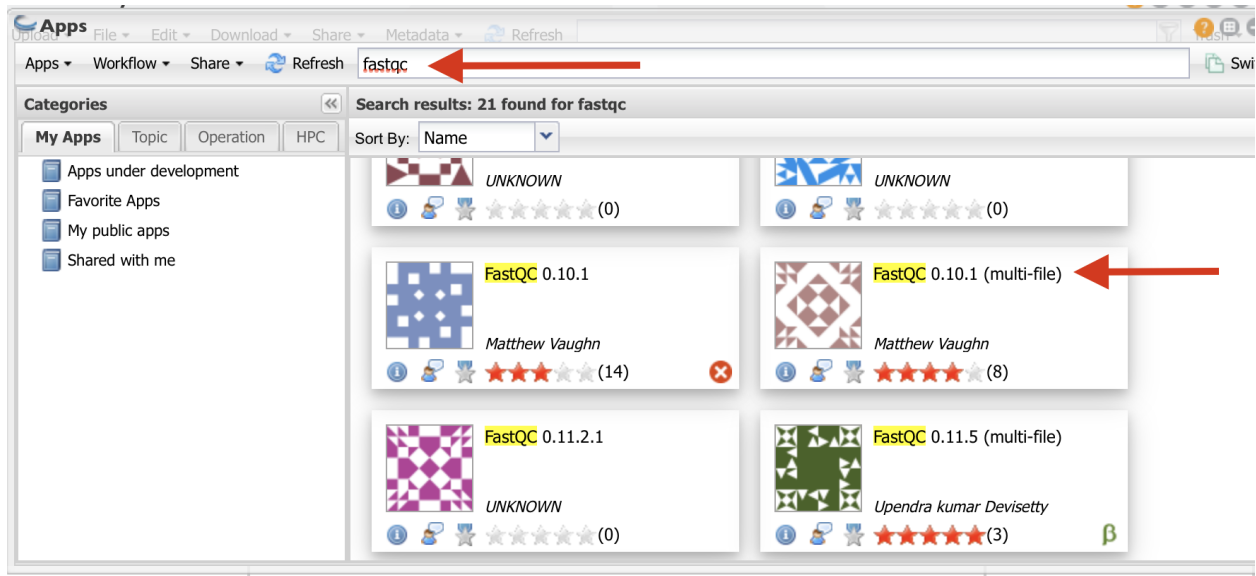 Apps
Upload File Edit Download Share Metadata Refresh Trash
Apps Workflow Share Refresh fastqc Swi
Categories
Search results: 21 found for fastqc
My Apps Topic Operation HPC
Sort By: Name
Apps under development
Favorite Apps
My public apps
Shared with me
UNKNOWN
(0)
UNKNOWN
(0)
FastQC 0.10.1
Matthew Vaughn
(14)
FastQC 0.10.1 (multi-file)
Matthew Vaughn
(8)
FastQC 0.11.2.1
UNKNOWN
(0)
FastQC 0.11.5 (multi-file)
Upendra kumar Devisetty
(3) β